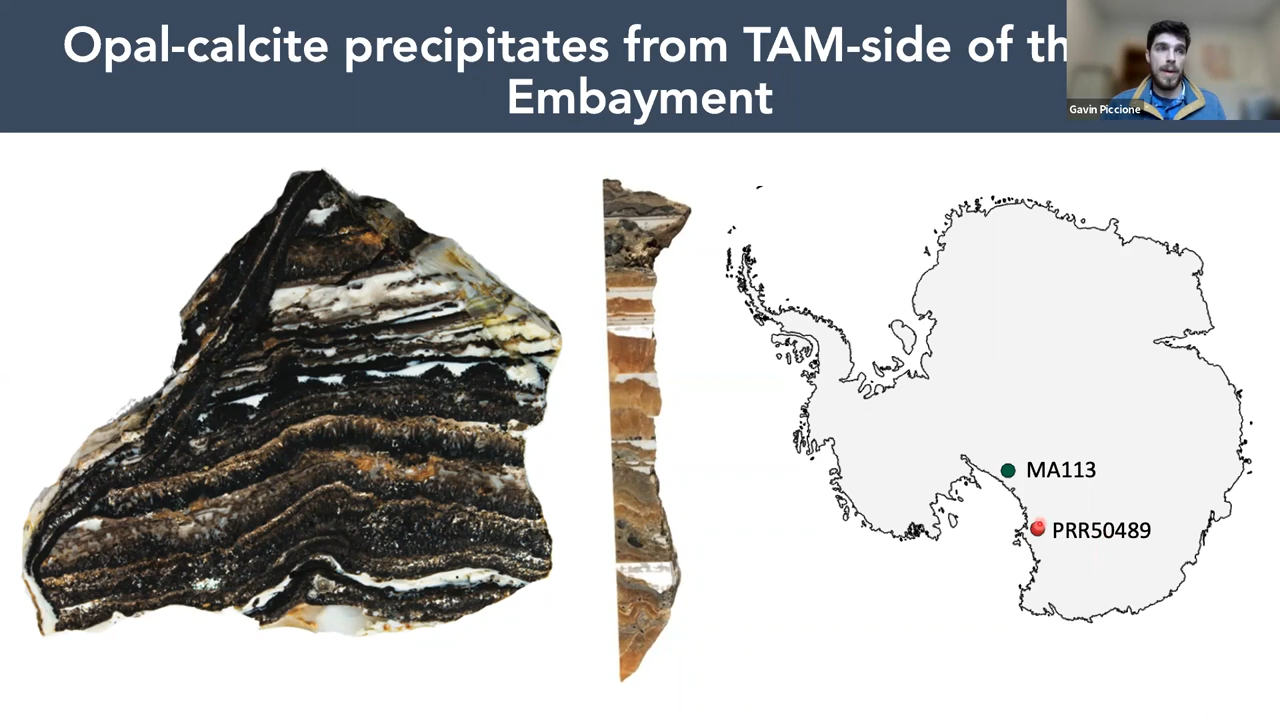 Opal-calcite precipitates from TAM-side of th
Embayment
Gavin Piccione
MA113
PRR50489